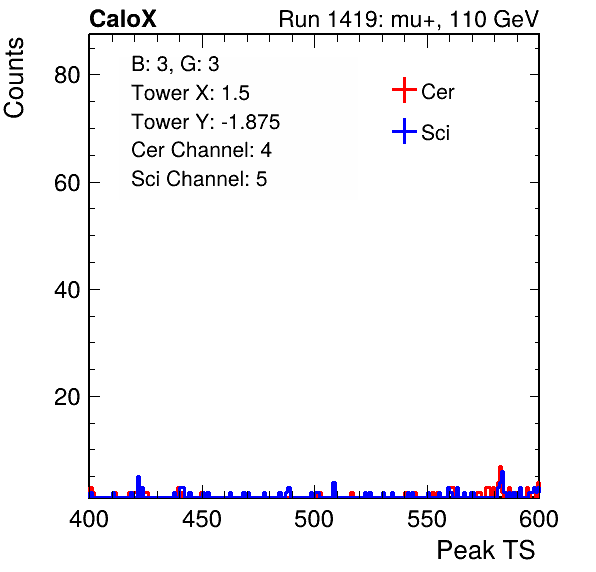 CaloX Run 1419: mu+, 110 GeV
Counts
B: 3, G: 3
Tower X: 1.5
Tower Y: -1.875
Cer Channel: 4
Sci Channel: 5
Cer
Sci
80
60
40
20
400 450 500 550 600
Peak TS